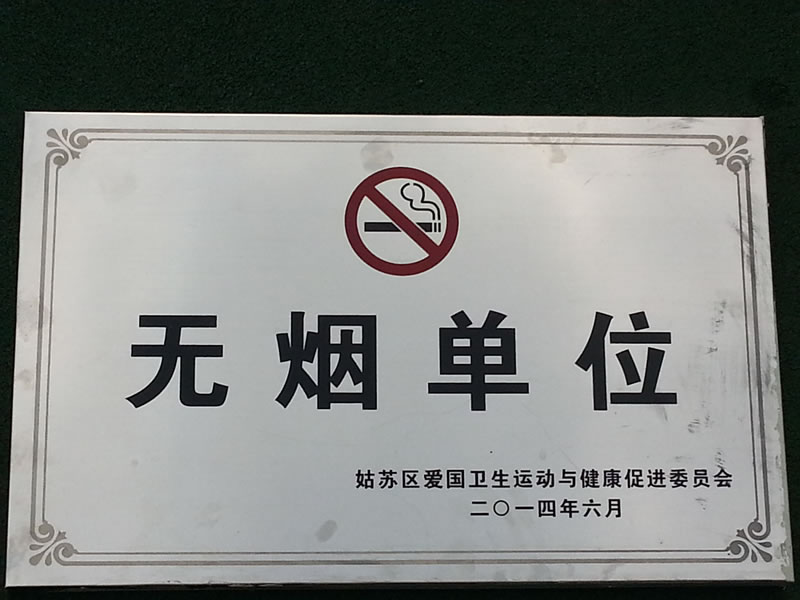 无烟单位
姑苏区爱国卫生运动与健康促进委员会
二〇一四年六月